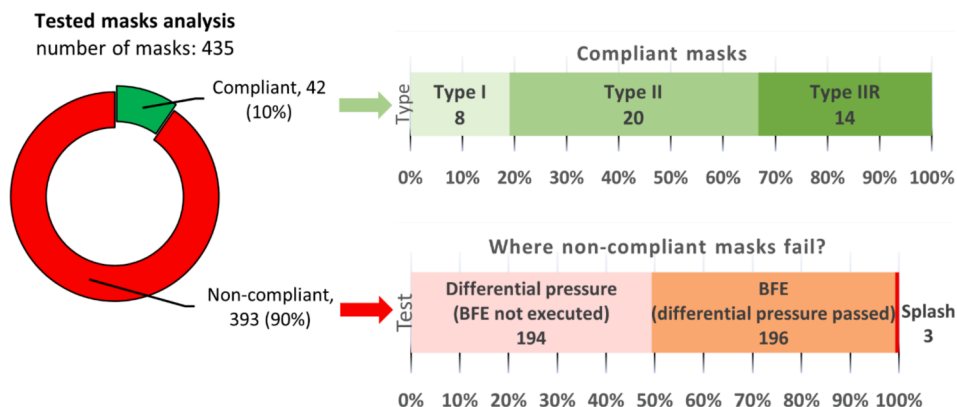 Tested masks analysis
number of masks: 435
Compliant, 42
(10%)
Non-compliant,
393 (90%)
Compliant masks
Type
Type I
8
Type II
20
Type IIR
14
0% 10% 20% 30% 40% 50% 60% 70% 80% 90% 100%
Where non-compliant masks fail?
Test
Differential pressure
(BFE not executed)
194
BFE
(differential pressure passed)
196
Splash
3
0% 10% 20% 30% 40% 50% 60% 70% 80% 90% 100%